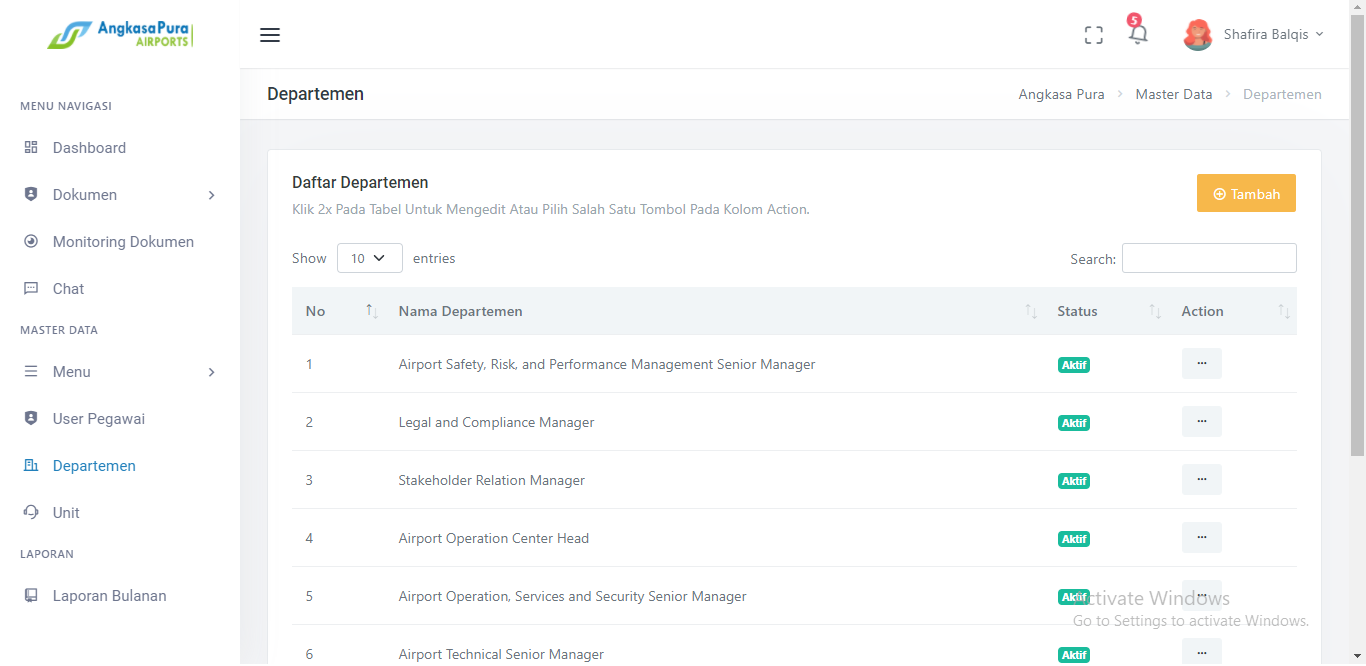 AngkasaPura
AIRPORTS
5
Shafira Balqis
Departemen
Angkasa Pura
Master Data
Departemen
MENU NAVIGASI
Dashboard
Dokumen
Monitoring Dokumen
Chat
MASTER DATA
Menu
User Pegawai
Departemen
Unit
LAPORAN
Laporan Bulanan
Daftar Departemen
Klik 2x Pada Tabel Untuk Mengedit Atau Pilih Salah Satu Tombol Pada Kolom Action.
Tambah
Show 10 entries
Search:
No Nama Departemen Status Action
1 Airport Safety, Risk, and Performance Management Senior Manager Aktif ...
2 Legal and Compliance Manager Aktif ...
3 Stakeholder Relation Manager Aktif ...
4 Airport Operation Center Head Aktif ...
5 Airport Operation, Services and Security Senior Manager Aktif ...
6 Airport Technical Senior Manager Aktif ...
Activate Windows
Go to Settings to activate Windows.